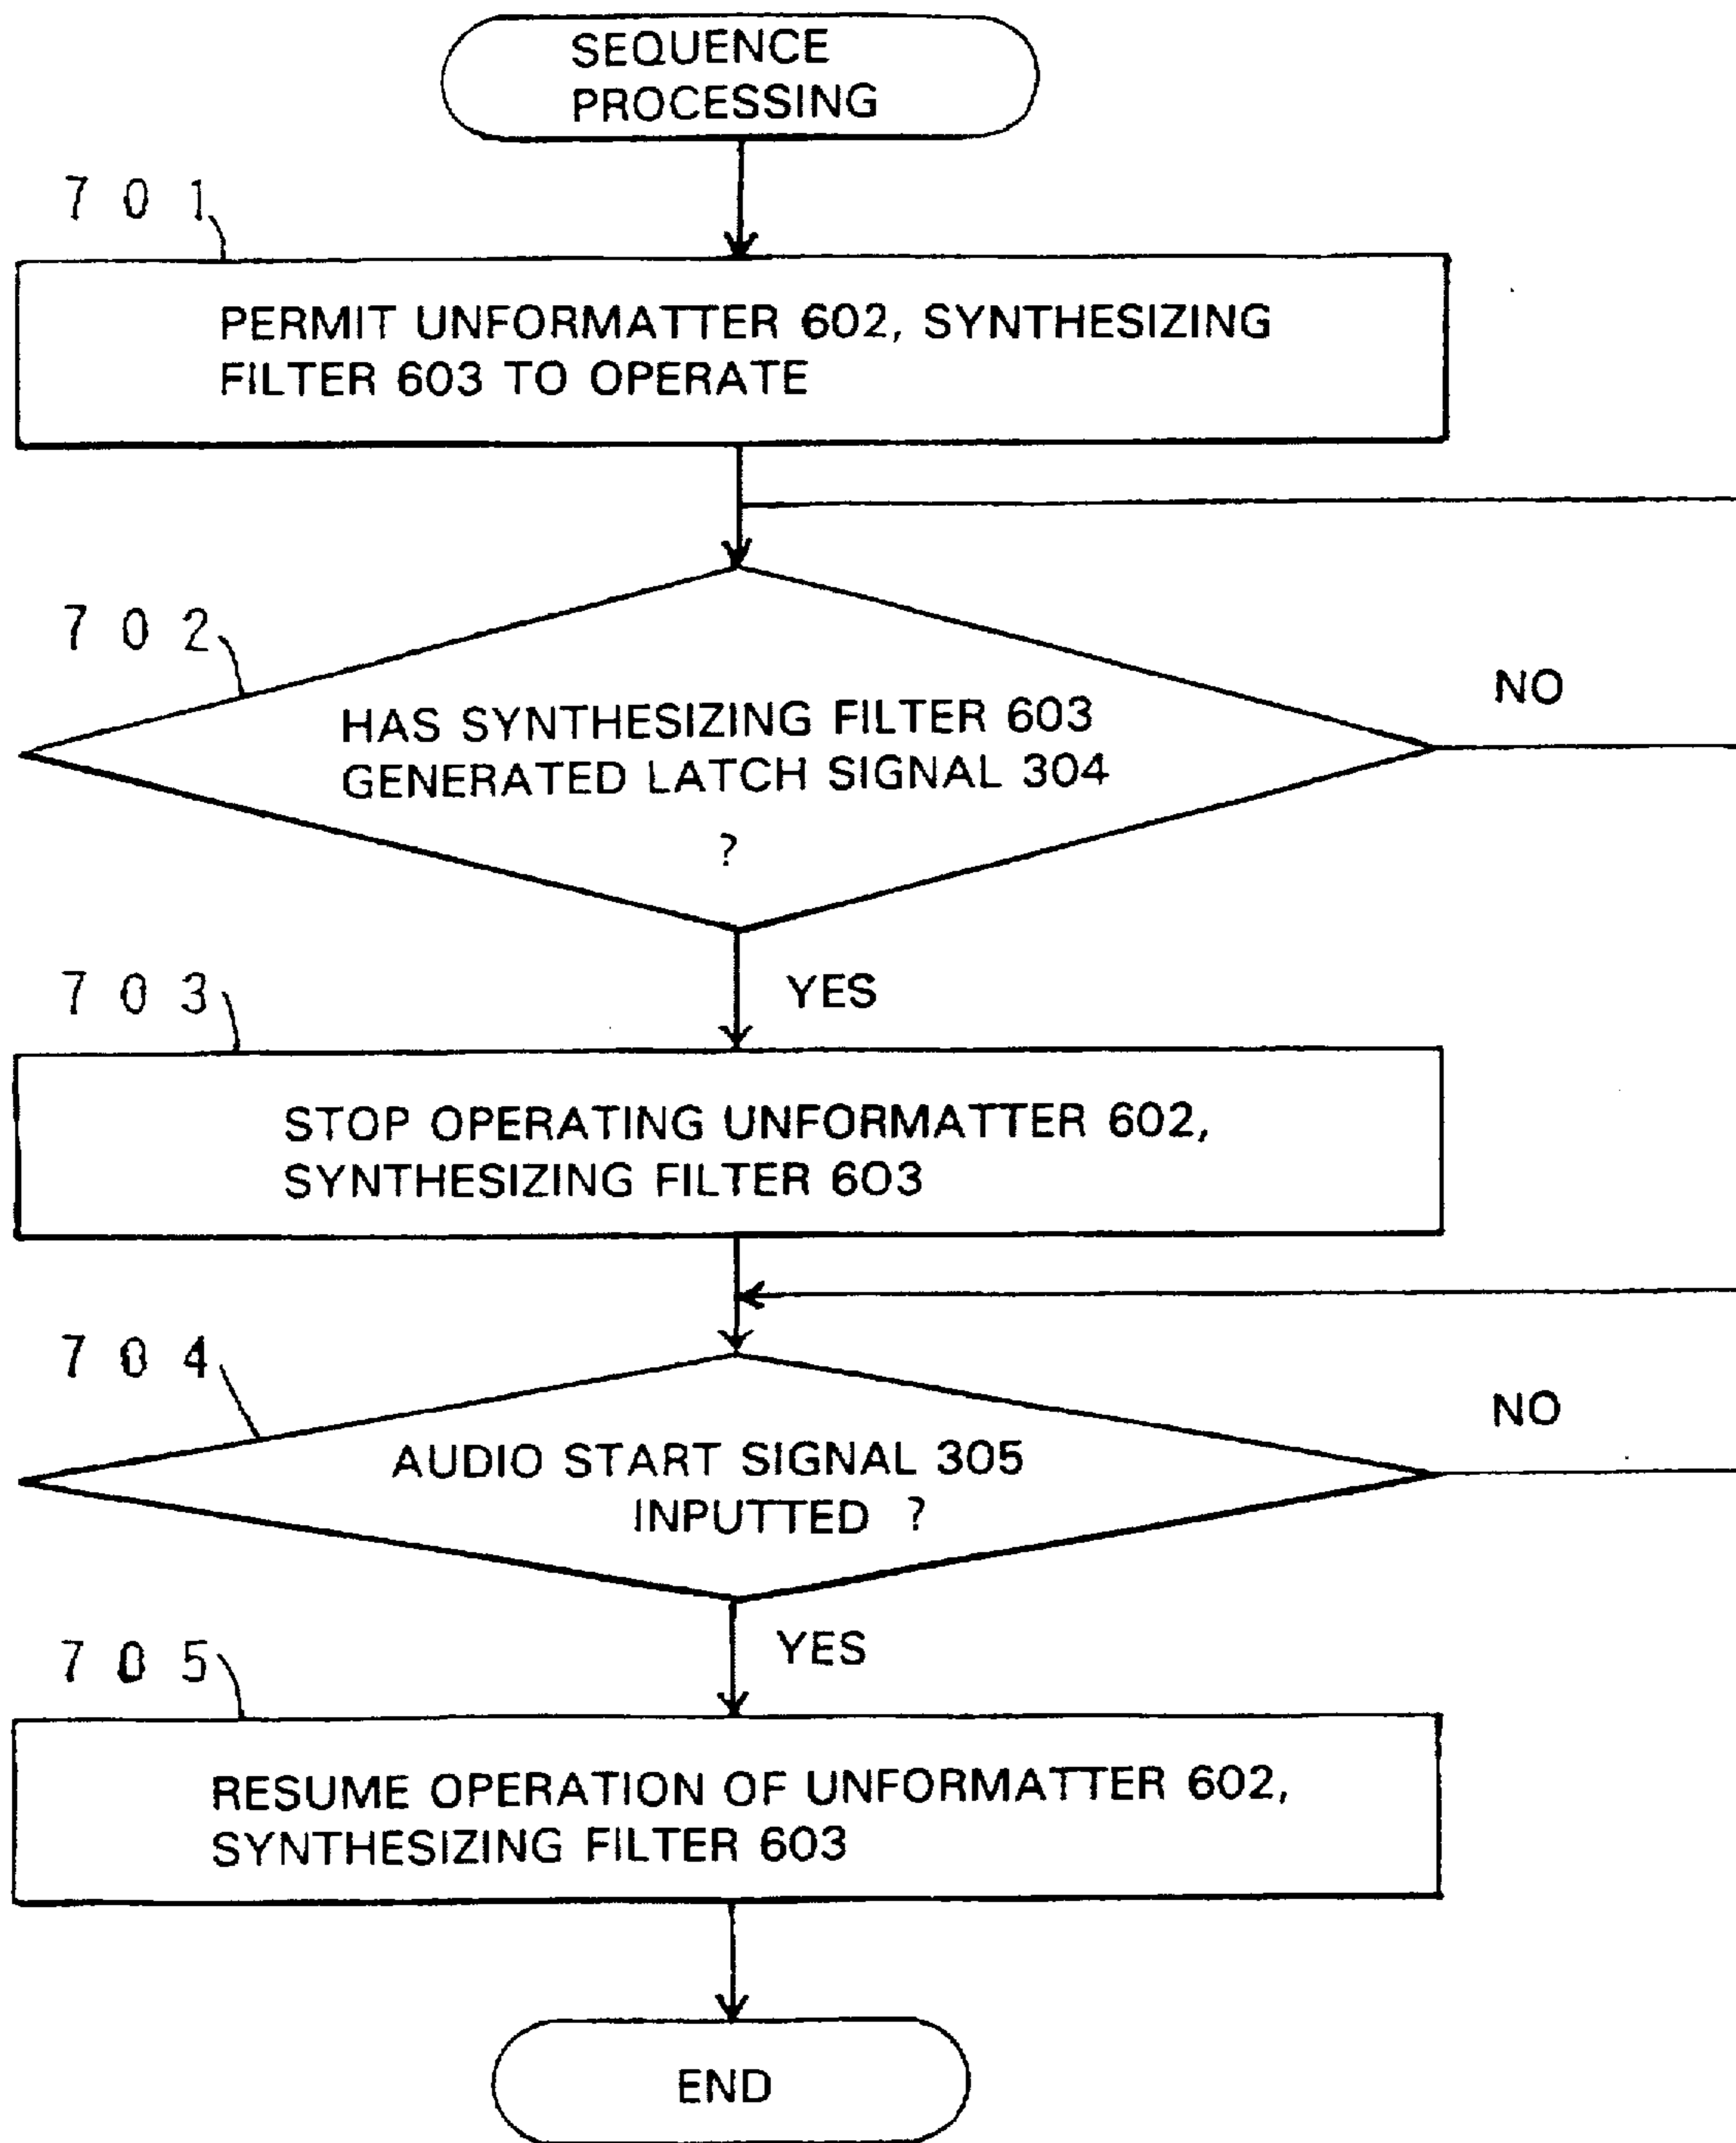 SEQUENCE
PROCESSING
701
PERMIT UNFORMATTER 602, SYNTHESIZING
FILTER 603 TO OPERATE
702
HAS SYNTHESIZING FILTER 603
GENERATED LATCH SIGNAL 304
?
NO
YES
703
STOP OPERATING UNFORMATTER 602,
SYNTHESIZING FILTER 603
704
AUDIO START SIGNAL 305
INPUTTED ?
NO
YES
705
RESUME OPERATION OF UNFORMATTER 602,
SYNTHESIZING FILTER 603
END